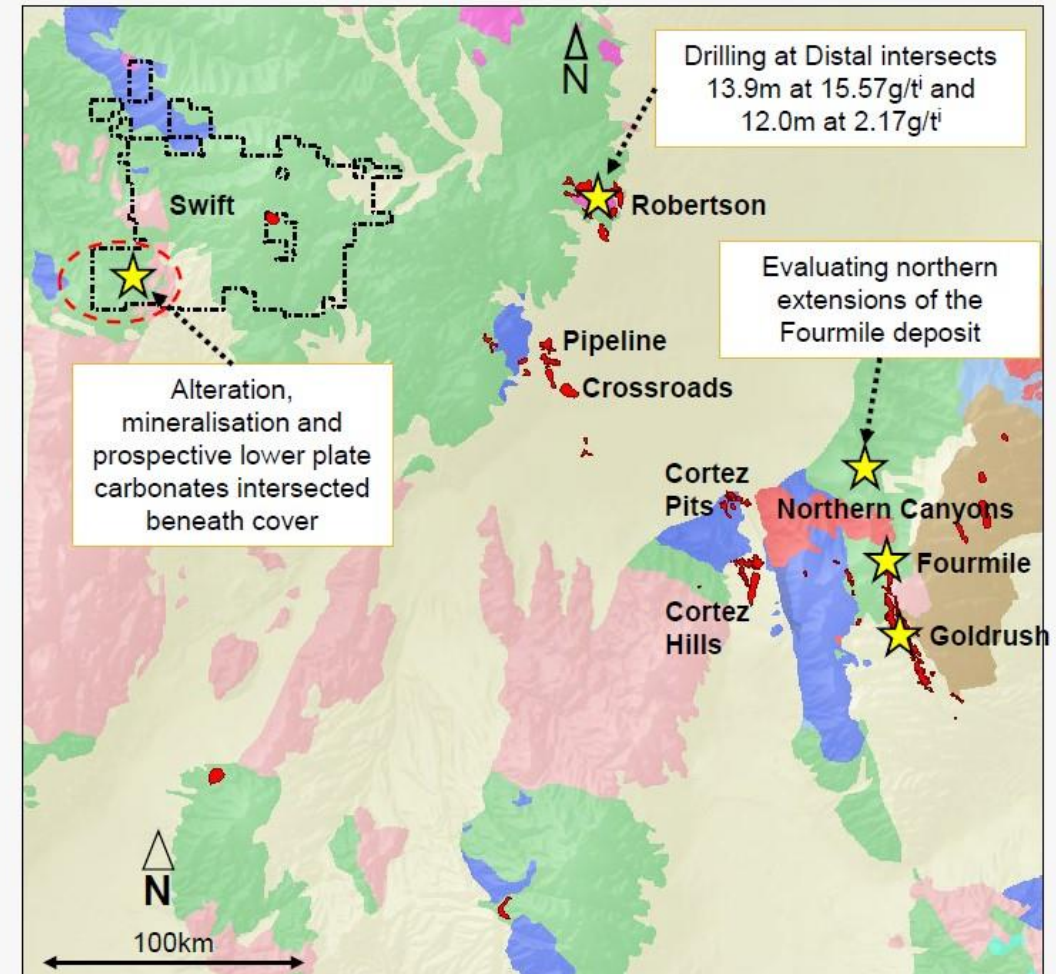 N
Drilling at Distal intersects
13.9m at 15.57g/tⁱ and
12.0m at 2.17g/tⁱ
Swift
Robertson
Evaluating northern
extensions of the
Fourmile deposit
Pipeline
Crossroads
Alteration,
mineralisation and
prospective lower plate
carbonates intersected
beneath cover
Cortez
Pits
Northern Canyons
Fourmile
Cortez
Hills
Goldrush
N
100km